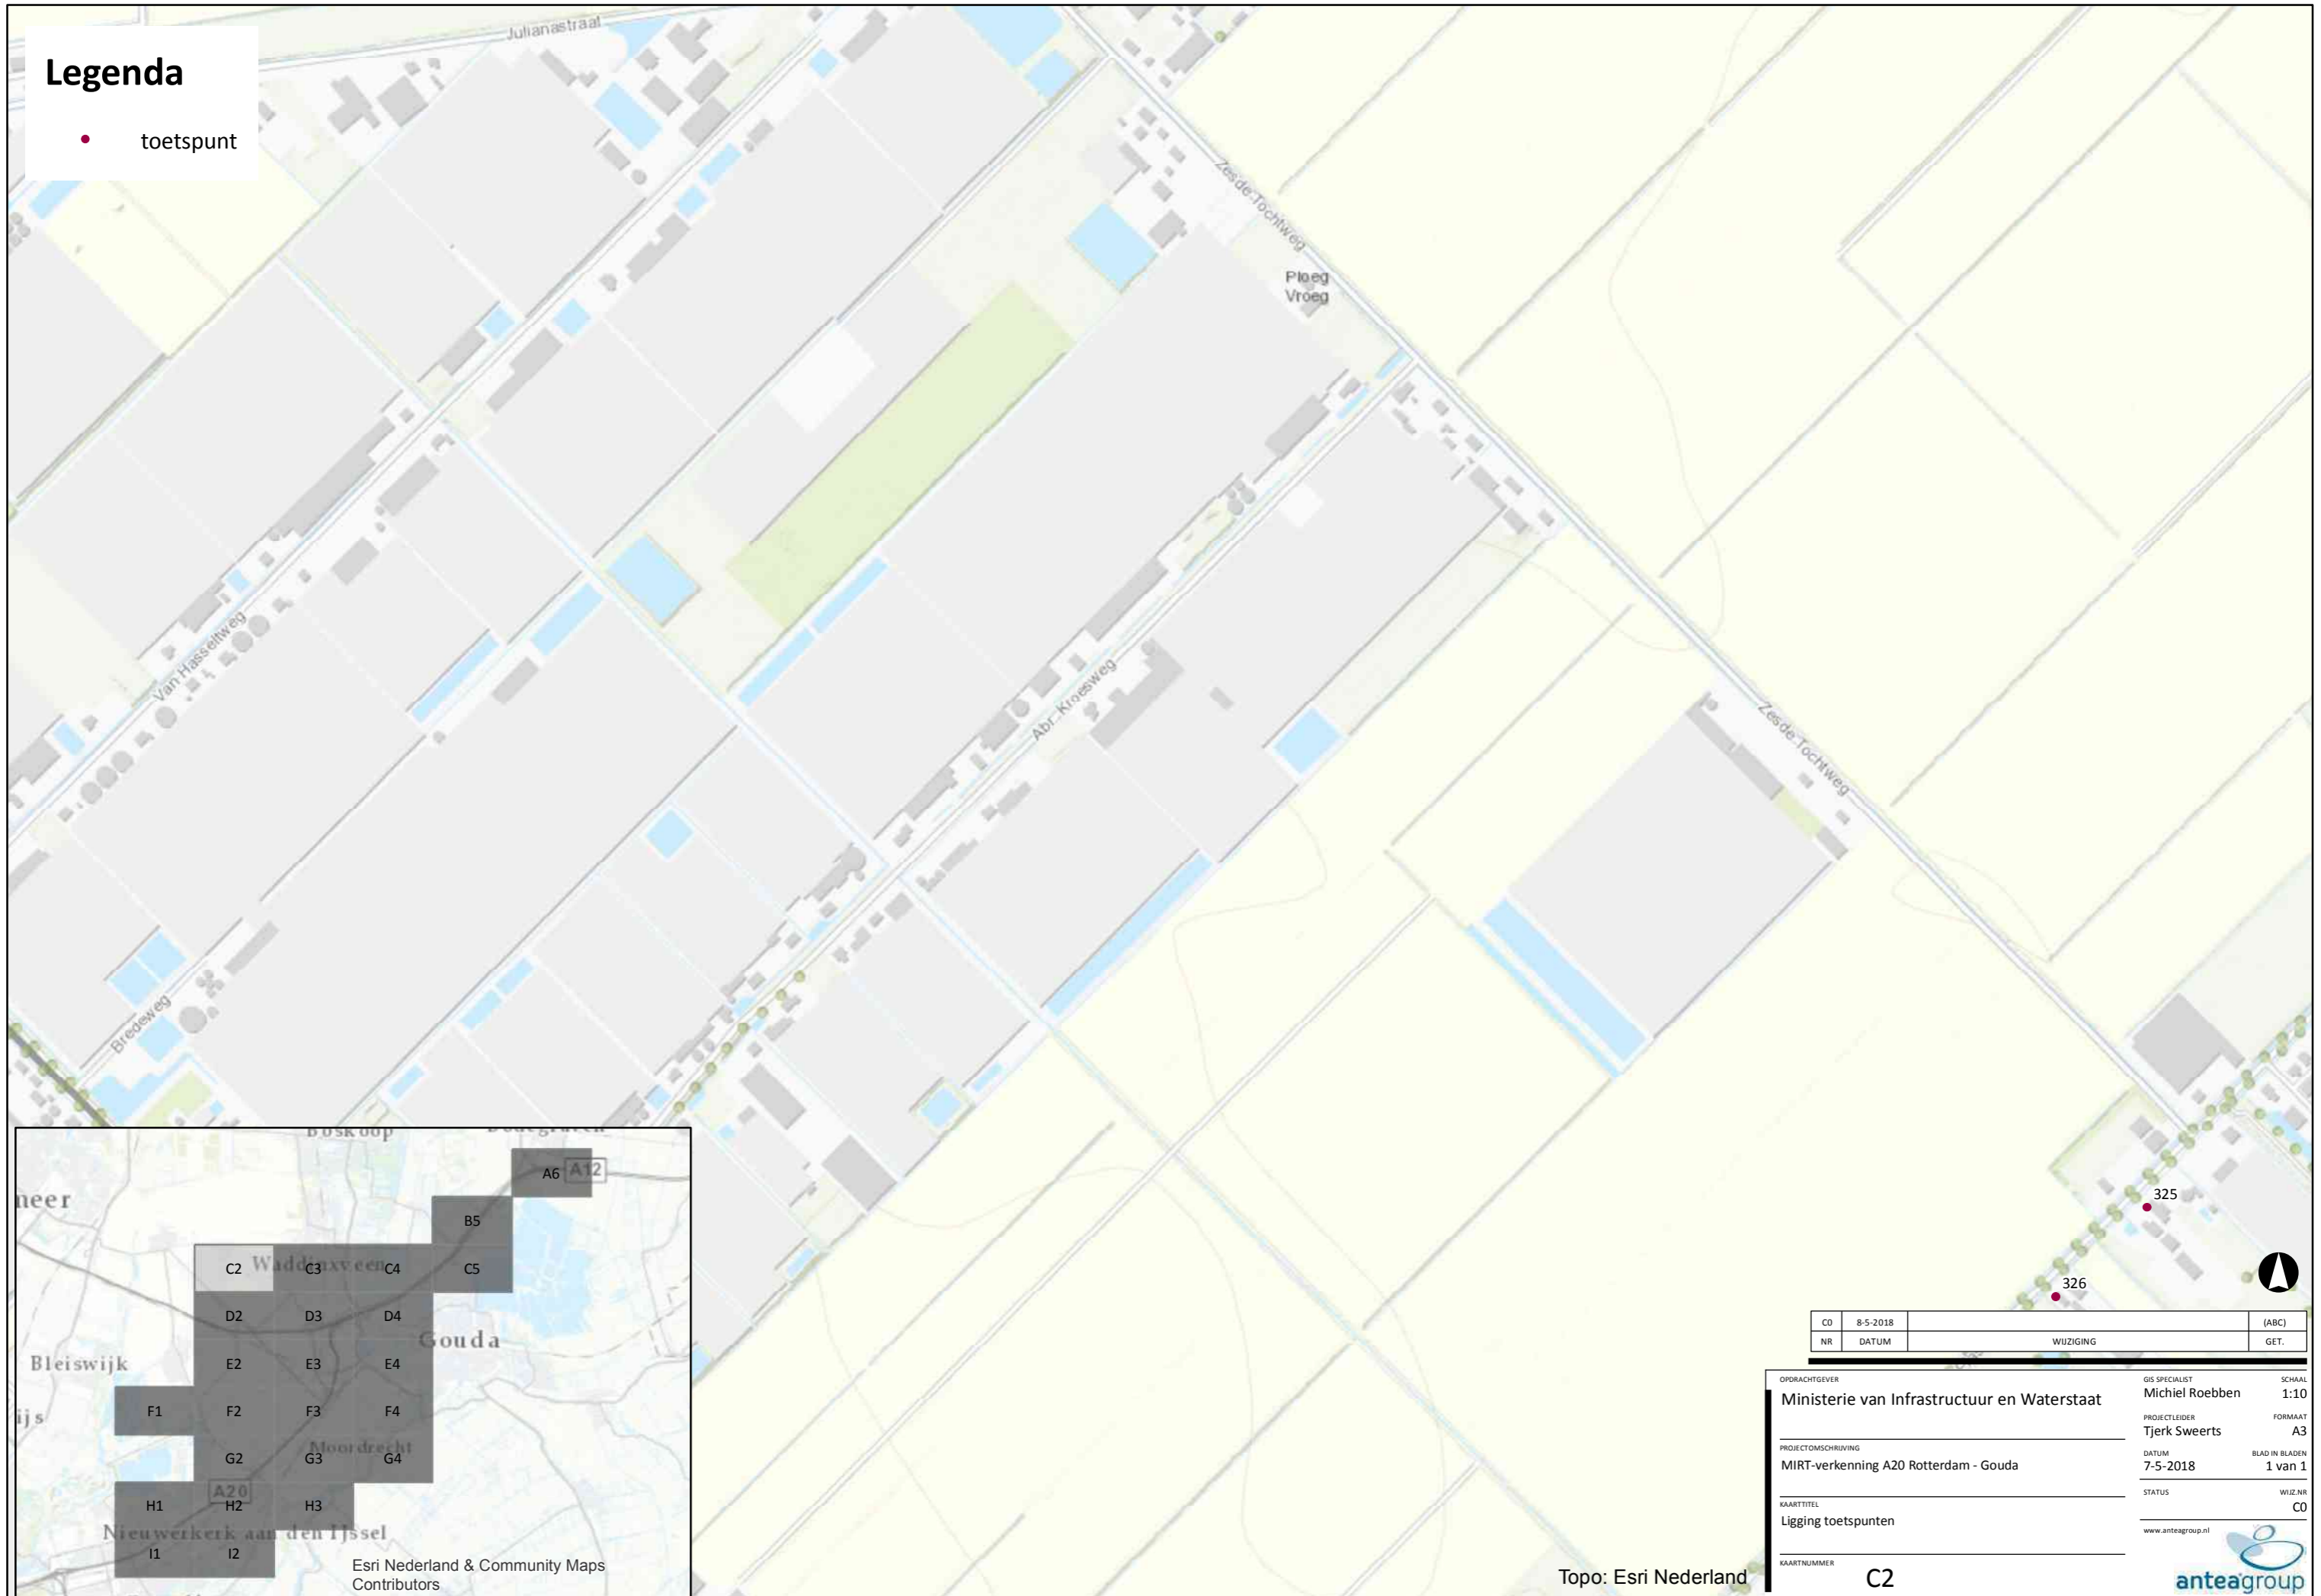 Legenda
toetspunt
Julianastraat
Zesde Tochtweg
Ploeg
Vroeg
Van Hasseltweg
Abr. Kroesweg
Zesde Tochtweg
Bredeweg
325
326
Boskoop
A6
A12
neer
B5
C2
Waddinxveen
C3
C4
C5
D2
D3
D4
Gouda
Bleiswijk
E2
E3
E4
ijs
F1
F2
F3
F4
Moordrecht
G2
G3
G4
A20
H1
H2
H3
Nieuwerkerk aan den IJssel
I1
I2
Esri Nederland & Community Maps
Contributors
Topo: Esri Nederland
C0 8-5-2018 (ABC)
NR DATUM WIJZIGING GET.
OPDRACHTGEVER
Ministerie van Infrastructuur en Waterstaat
PROJECTOMSCHRIJVING
MIRT-verkenning A20 Rotterdam - Gouda
KAARTTITEL
Ligging toetspunten
KAARTNUMMER
C2
GIS SPECIALIST SCHAAL
Michiel Roebben 1:10
PROJECTLEIDER FORMAAT
Tjerk Sweerts A3
DATUM BLAD IN BLADEN
7-5-2018 1 van 1
STATUS WIJZ.NR
C0
www.anteagroup.nl
anteagroup